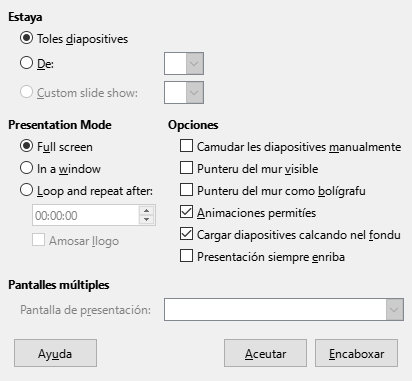 Estaya
Toles diapositives
De:
Custom slide show:
Presentation Mode
Full screen
In a window
Loop and repeat after:
00:00:00
Amosar llogo
Opciones
Camudar les diapositives manualmente
Punteru del mur visible
Punteru del mur como bolígrafu
Animaciones permitíes
Cargar diapositives calcando nel fondu
Presentación siempre enriba
Pantalles múltiples
Pantalla de presentación:
Ayuda
Aceutar
Encaboxar